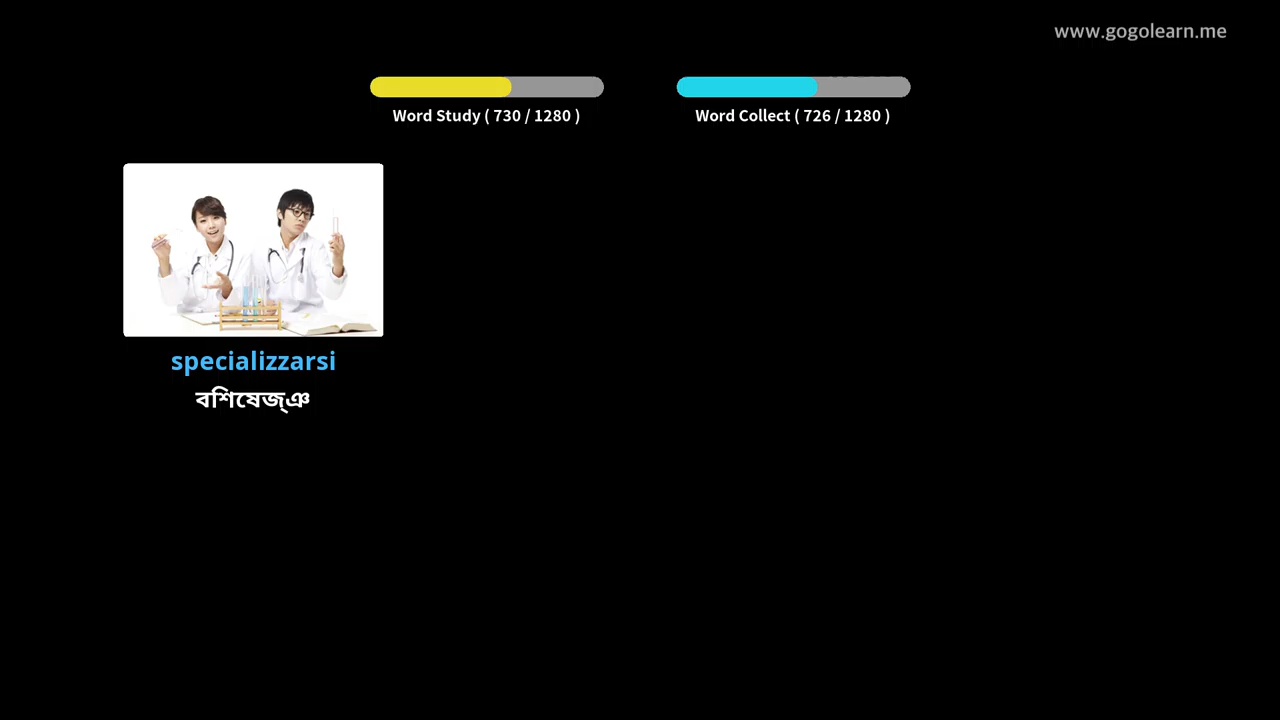 www.gogolearn.me
Word Study ( 730 / 1280 )
Word Collect ( 726 / 1280 )
specializzarsi
বশিষেজ্ঞ